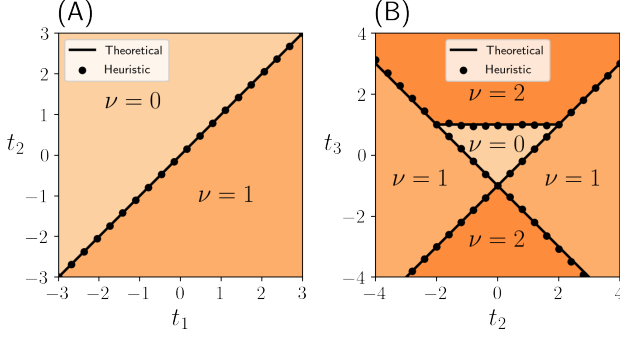 (A)
Theoretical
Heuristic
ν = 0
ν = 1
3
2
1
0
−1
−2
−3
t₂
−3 −2 −1 0 1 2 3
t₁
(B)
Theoretical
Heuristic
ν = 2
ν = 0
ν = 1
ν = 1
ν = 2
4
2
0
−2
−4
t₃
−4 −2 0 2 4
t₂